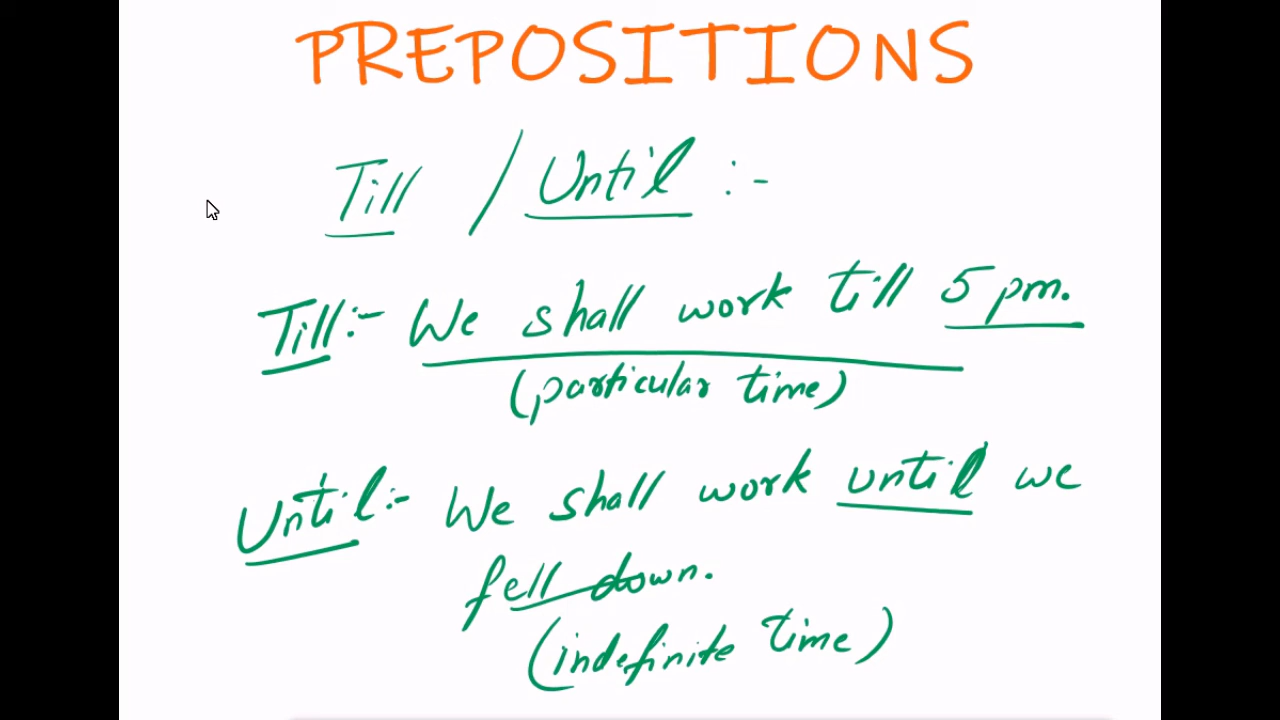 PREPOSITIONS
Till / Until :-
Till:- We shall work till 5 pm.
(particular time)
Until:- We shall work until we
fell down.
(indefinite time)